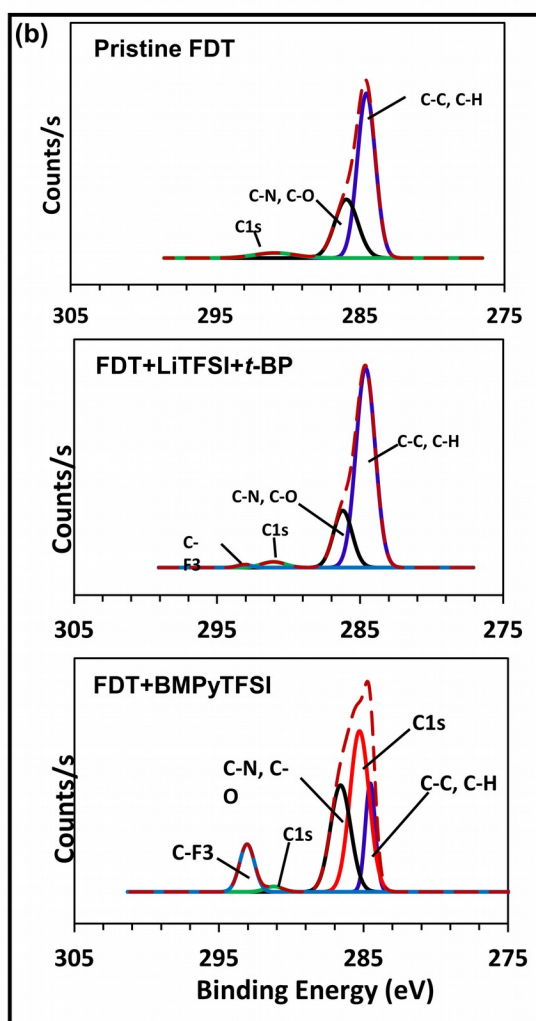 (b)
Pristine FDT
Counts/s
C-C, C-H
C-N, C-O
C1s
305 295 285 275
FDT+LiTFSI+t-BP
Counts/s
C-C, C-H
C-N, C-O
C1s
C-
F3
305 295 285 275
FDT+BMPyTFSI
Counts/s
C1s
C-N, C-
O
C-C, C-H
C1s
C-F3
305 295 285 275
Binding Energy (eV)